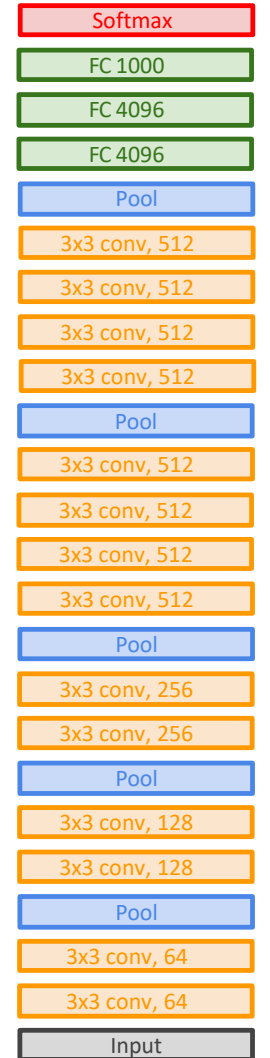 Softmax
FC 1000
FC 4096
FC 4096
Pool
3x3 conv, 512
3x3 conv, 512
3x3 conv, 512
3x3 conv, 512
Pool
3x3 conv, 512
3x3 conv, 512
3x3 conv, 512
3x3 conv, 512
Pool
3x3 conv, 256
3x3 conv, 256
Pool
3x3 conv, 128
3x3 conv, 128
Pool
3x3 conv, 64
3x3 conv, 64
Input